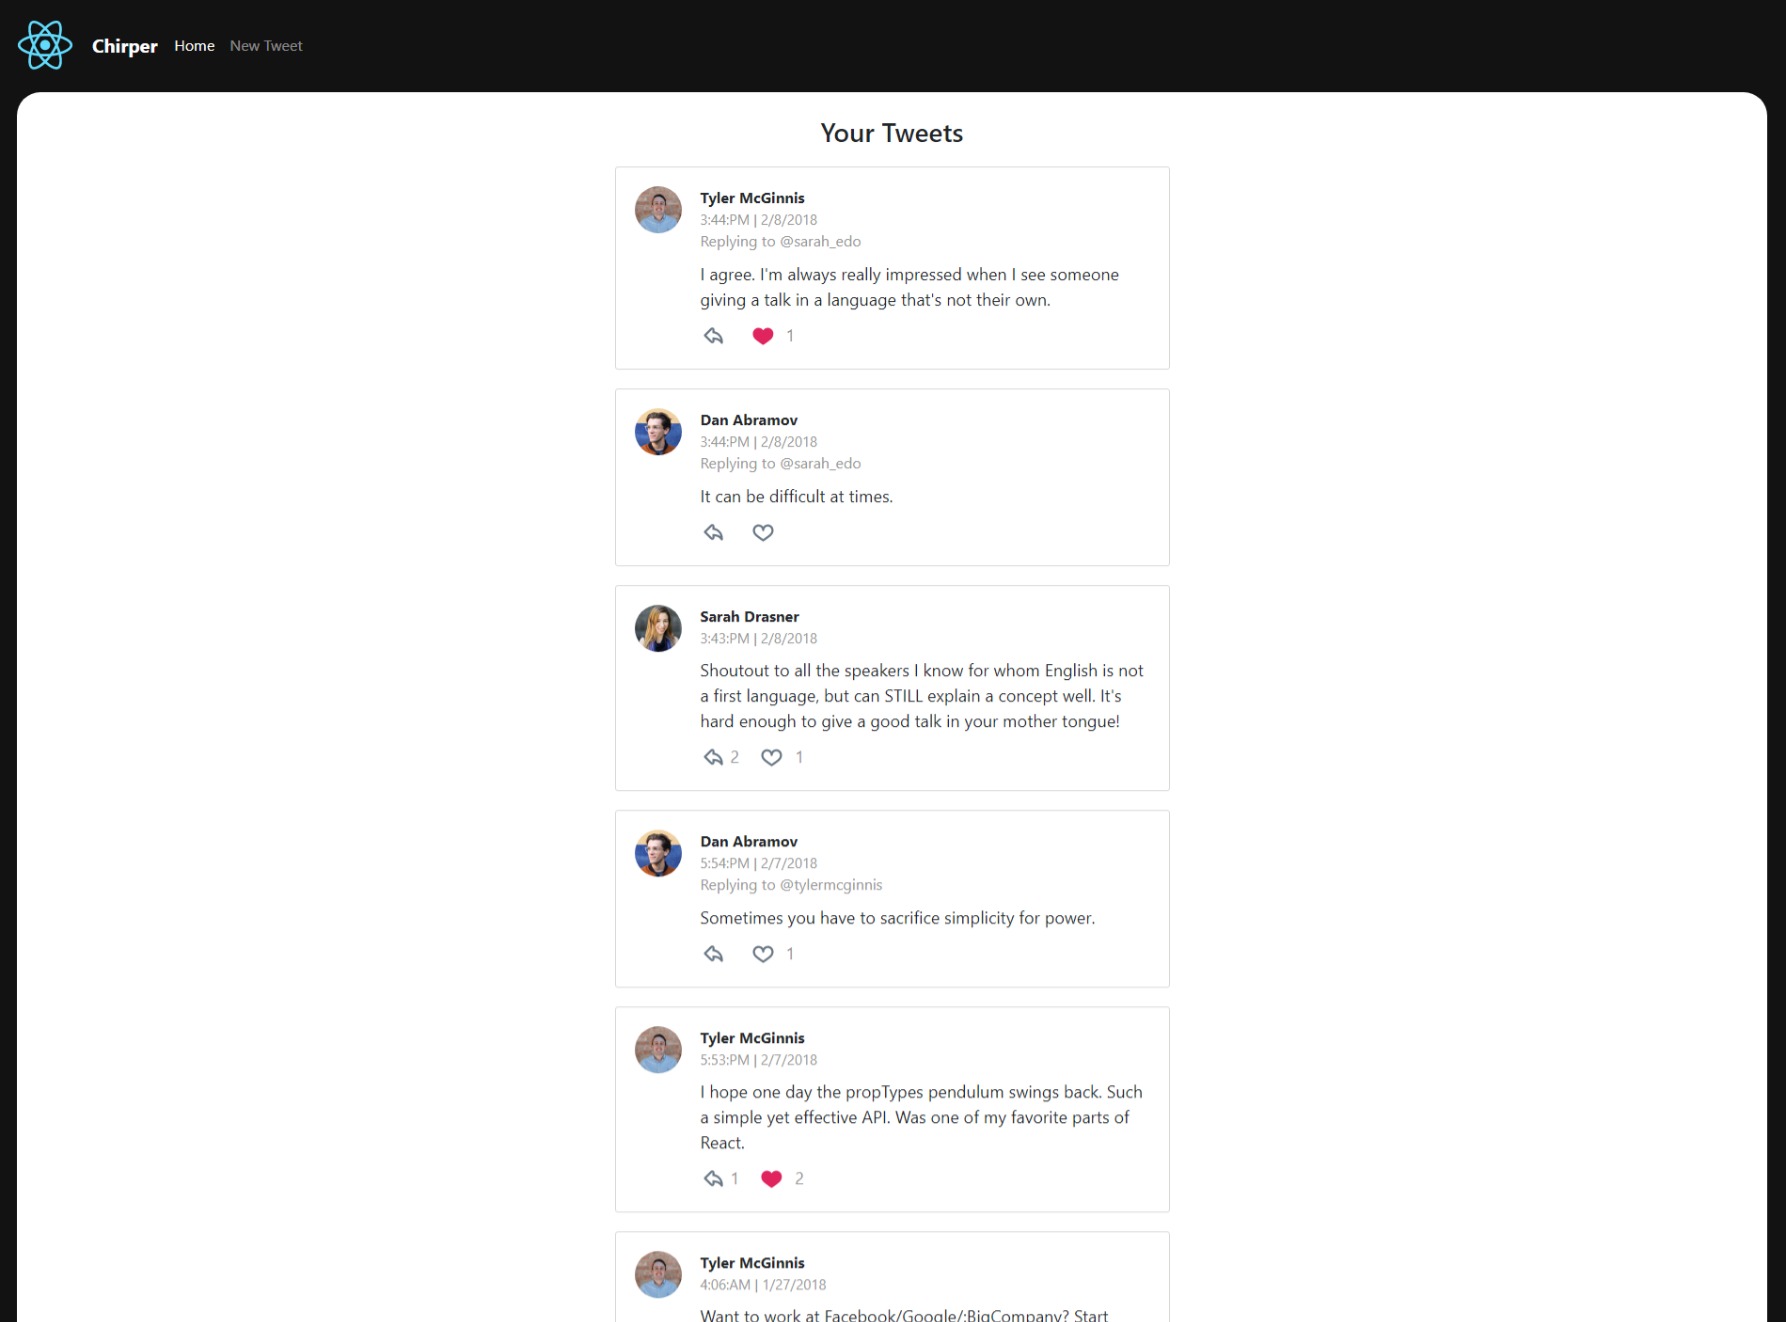 Chirper Home New Tweet
Your Tweets
Tyler McGinnis
3:44:PM | 2/8/2018
Replying to @sarah_edo
I agree. I'm always really impressed when I see someone
giving a talk in a language that's not their own.
1
Dan Abramov
3:44:PM | 2/8/2018
Replying to @sarah_edo
It can be difficult at times.
Sarah Drasner
3:43:PM | 2/8/2018
Shoutout to all the speakers I know for whom English is not
a first language, but can STILL explain a concept well. It's
hard enough to give a good talk in your mother tongue!
2 1
Dan Abramov
5:54:PM | 2/7/2018
Replying to @tylermcginnis
Sometimes you have to sacrifice simplicity for power.
1
Tyler McGinnis
5:53:PM | 2/7/2018
I hope one day the propTypes pendulum swings back. Such
a simple yet effective API. Was one of my favorite parts of
React.
1 2
Tyler McGinnis
4:06:AM | 1/27/2018
Want to work at Facebook/Google/:BigCompany? Start